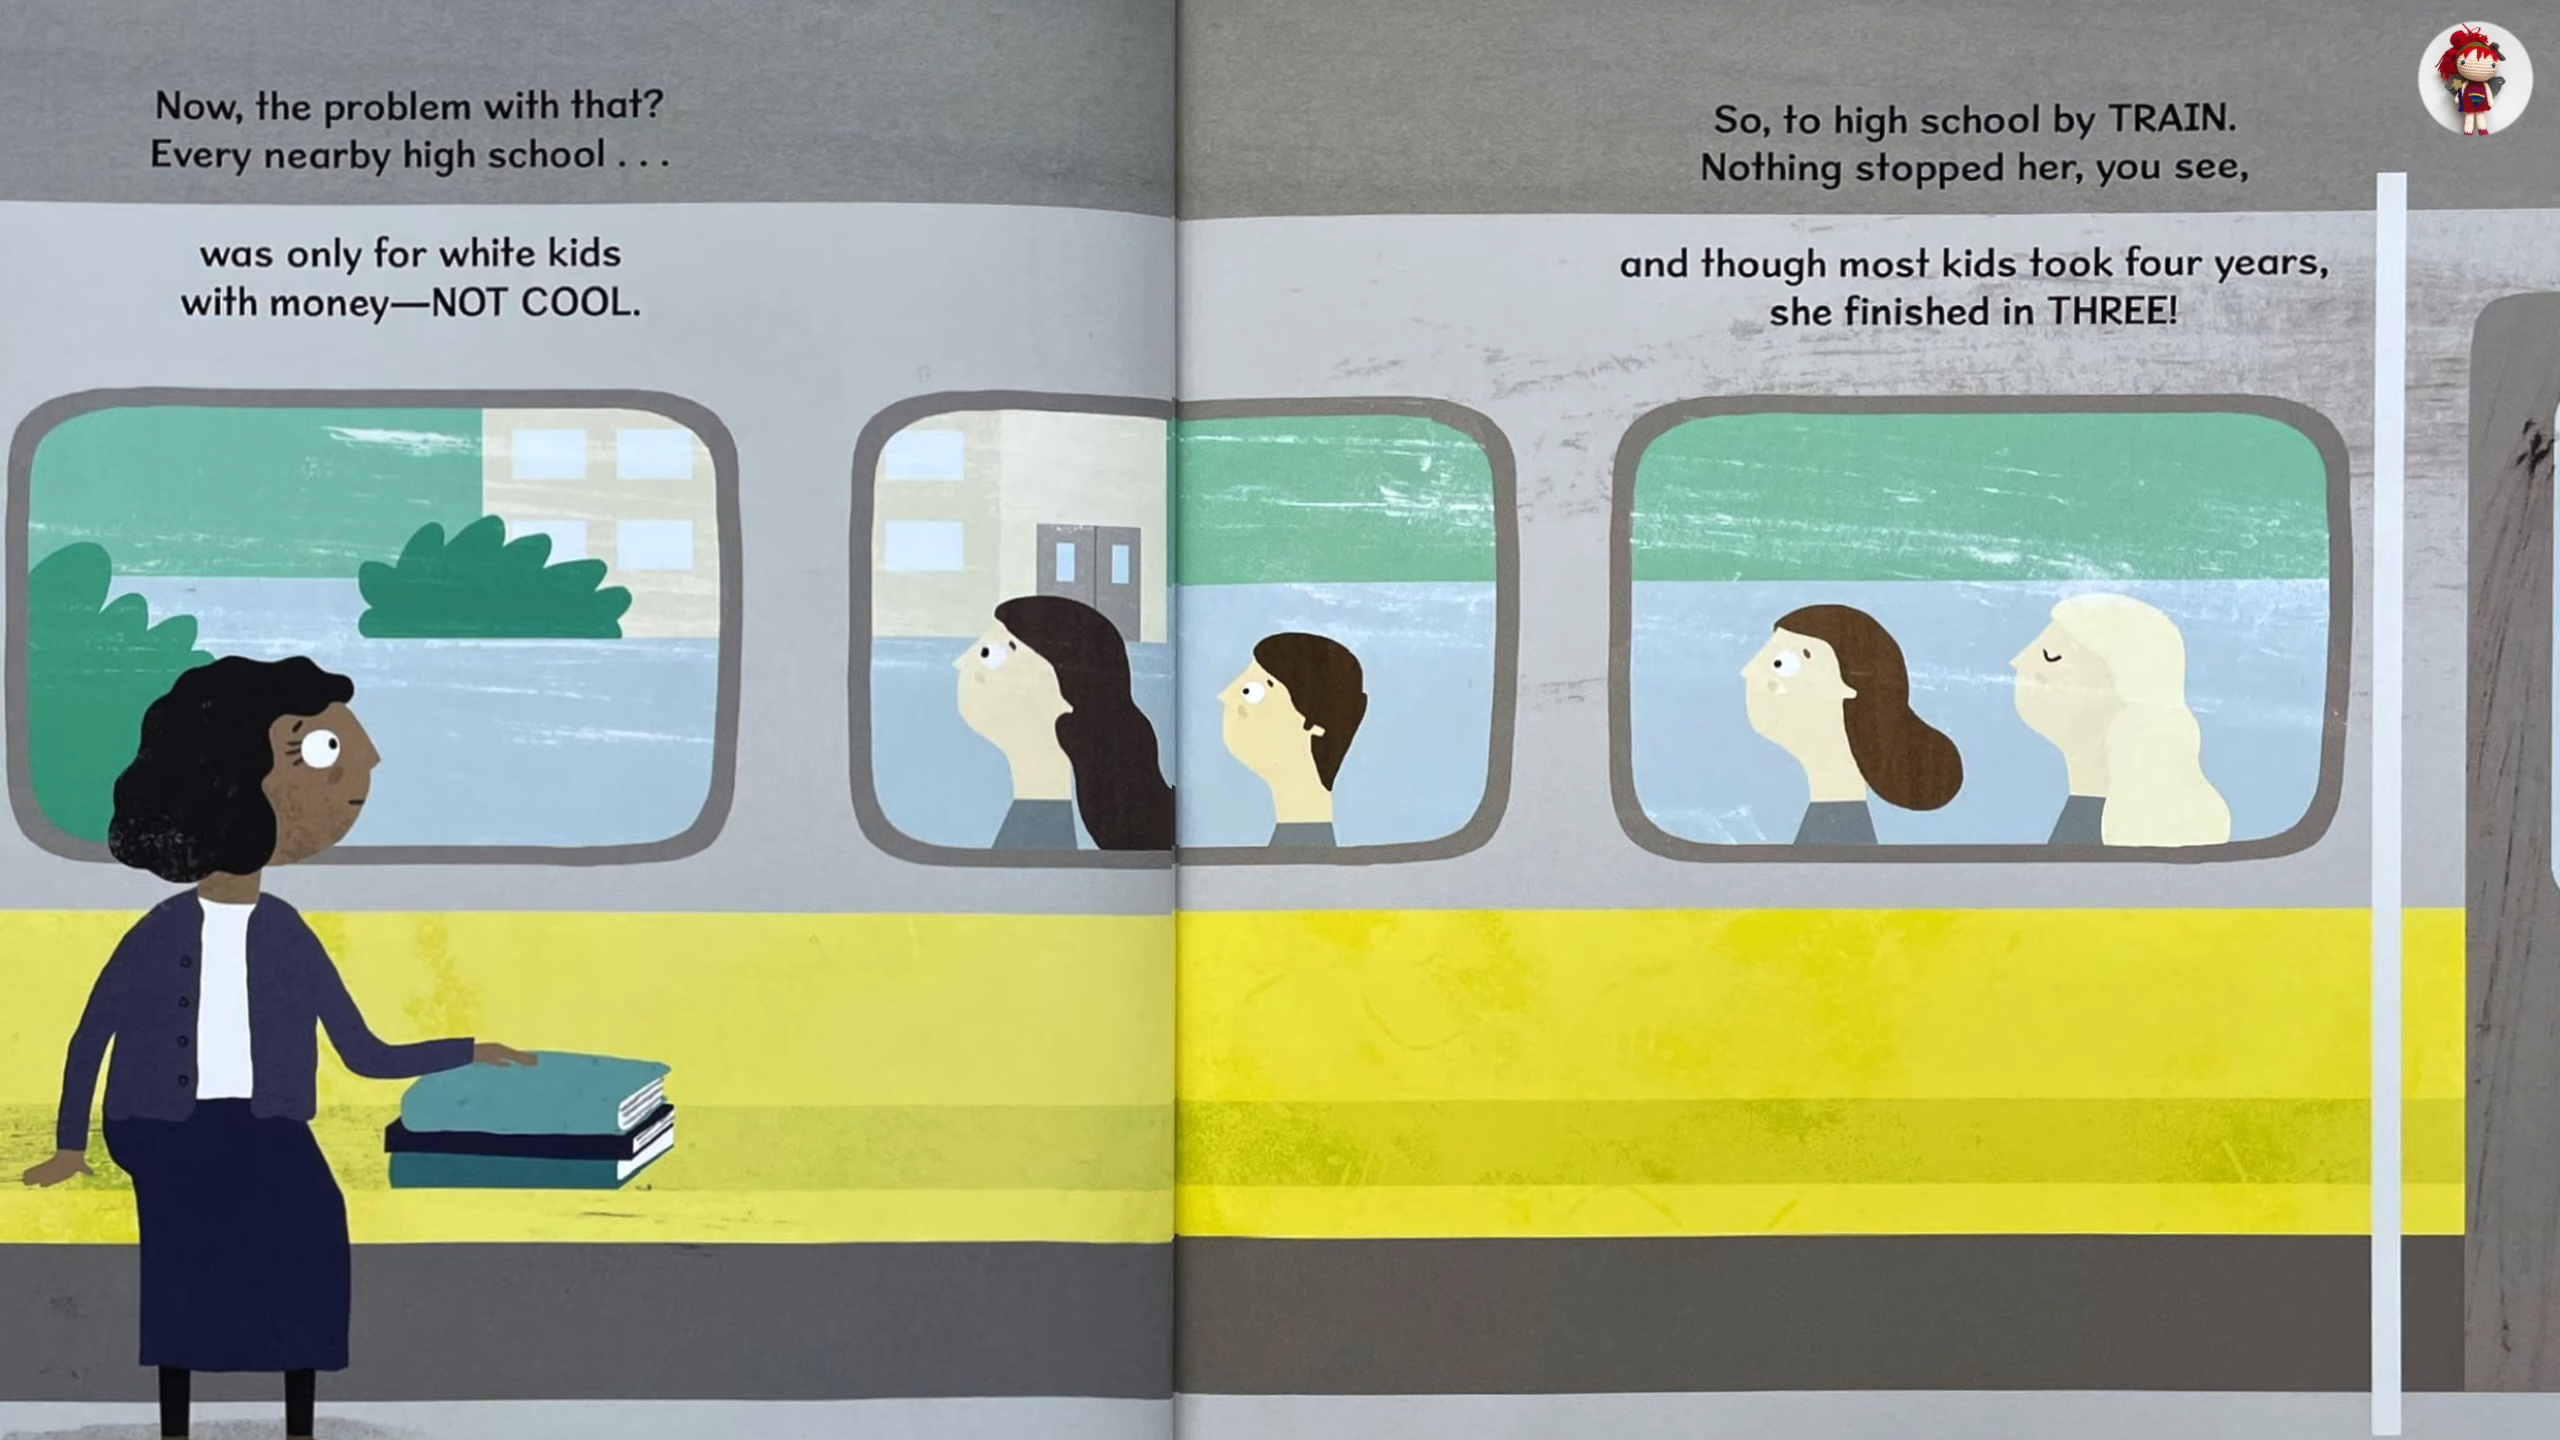 Now, the problem with that?
Every nearby high school . . .
was only for white kids
with money—NOT COOL.
So, to high school by TRAIN.
Nothing stopped her, you see,
and though most kids took four years,
she finished in THREE!